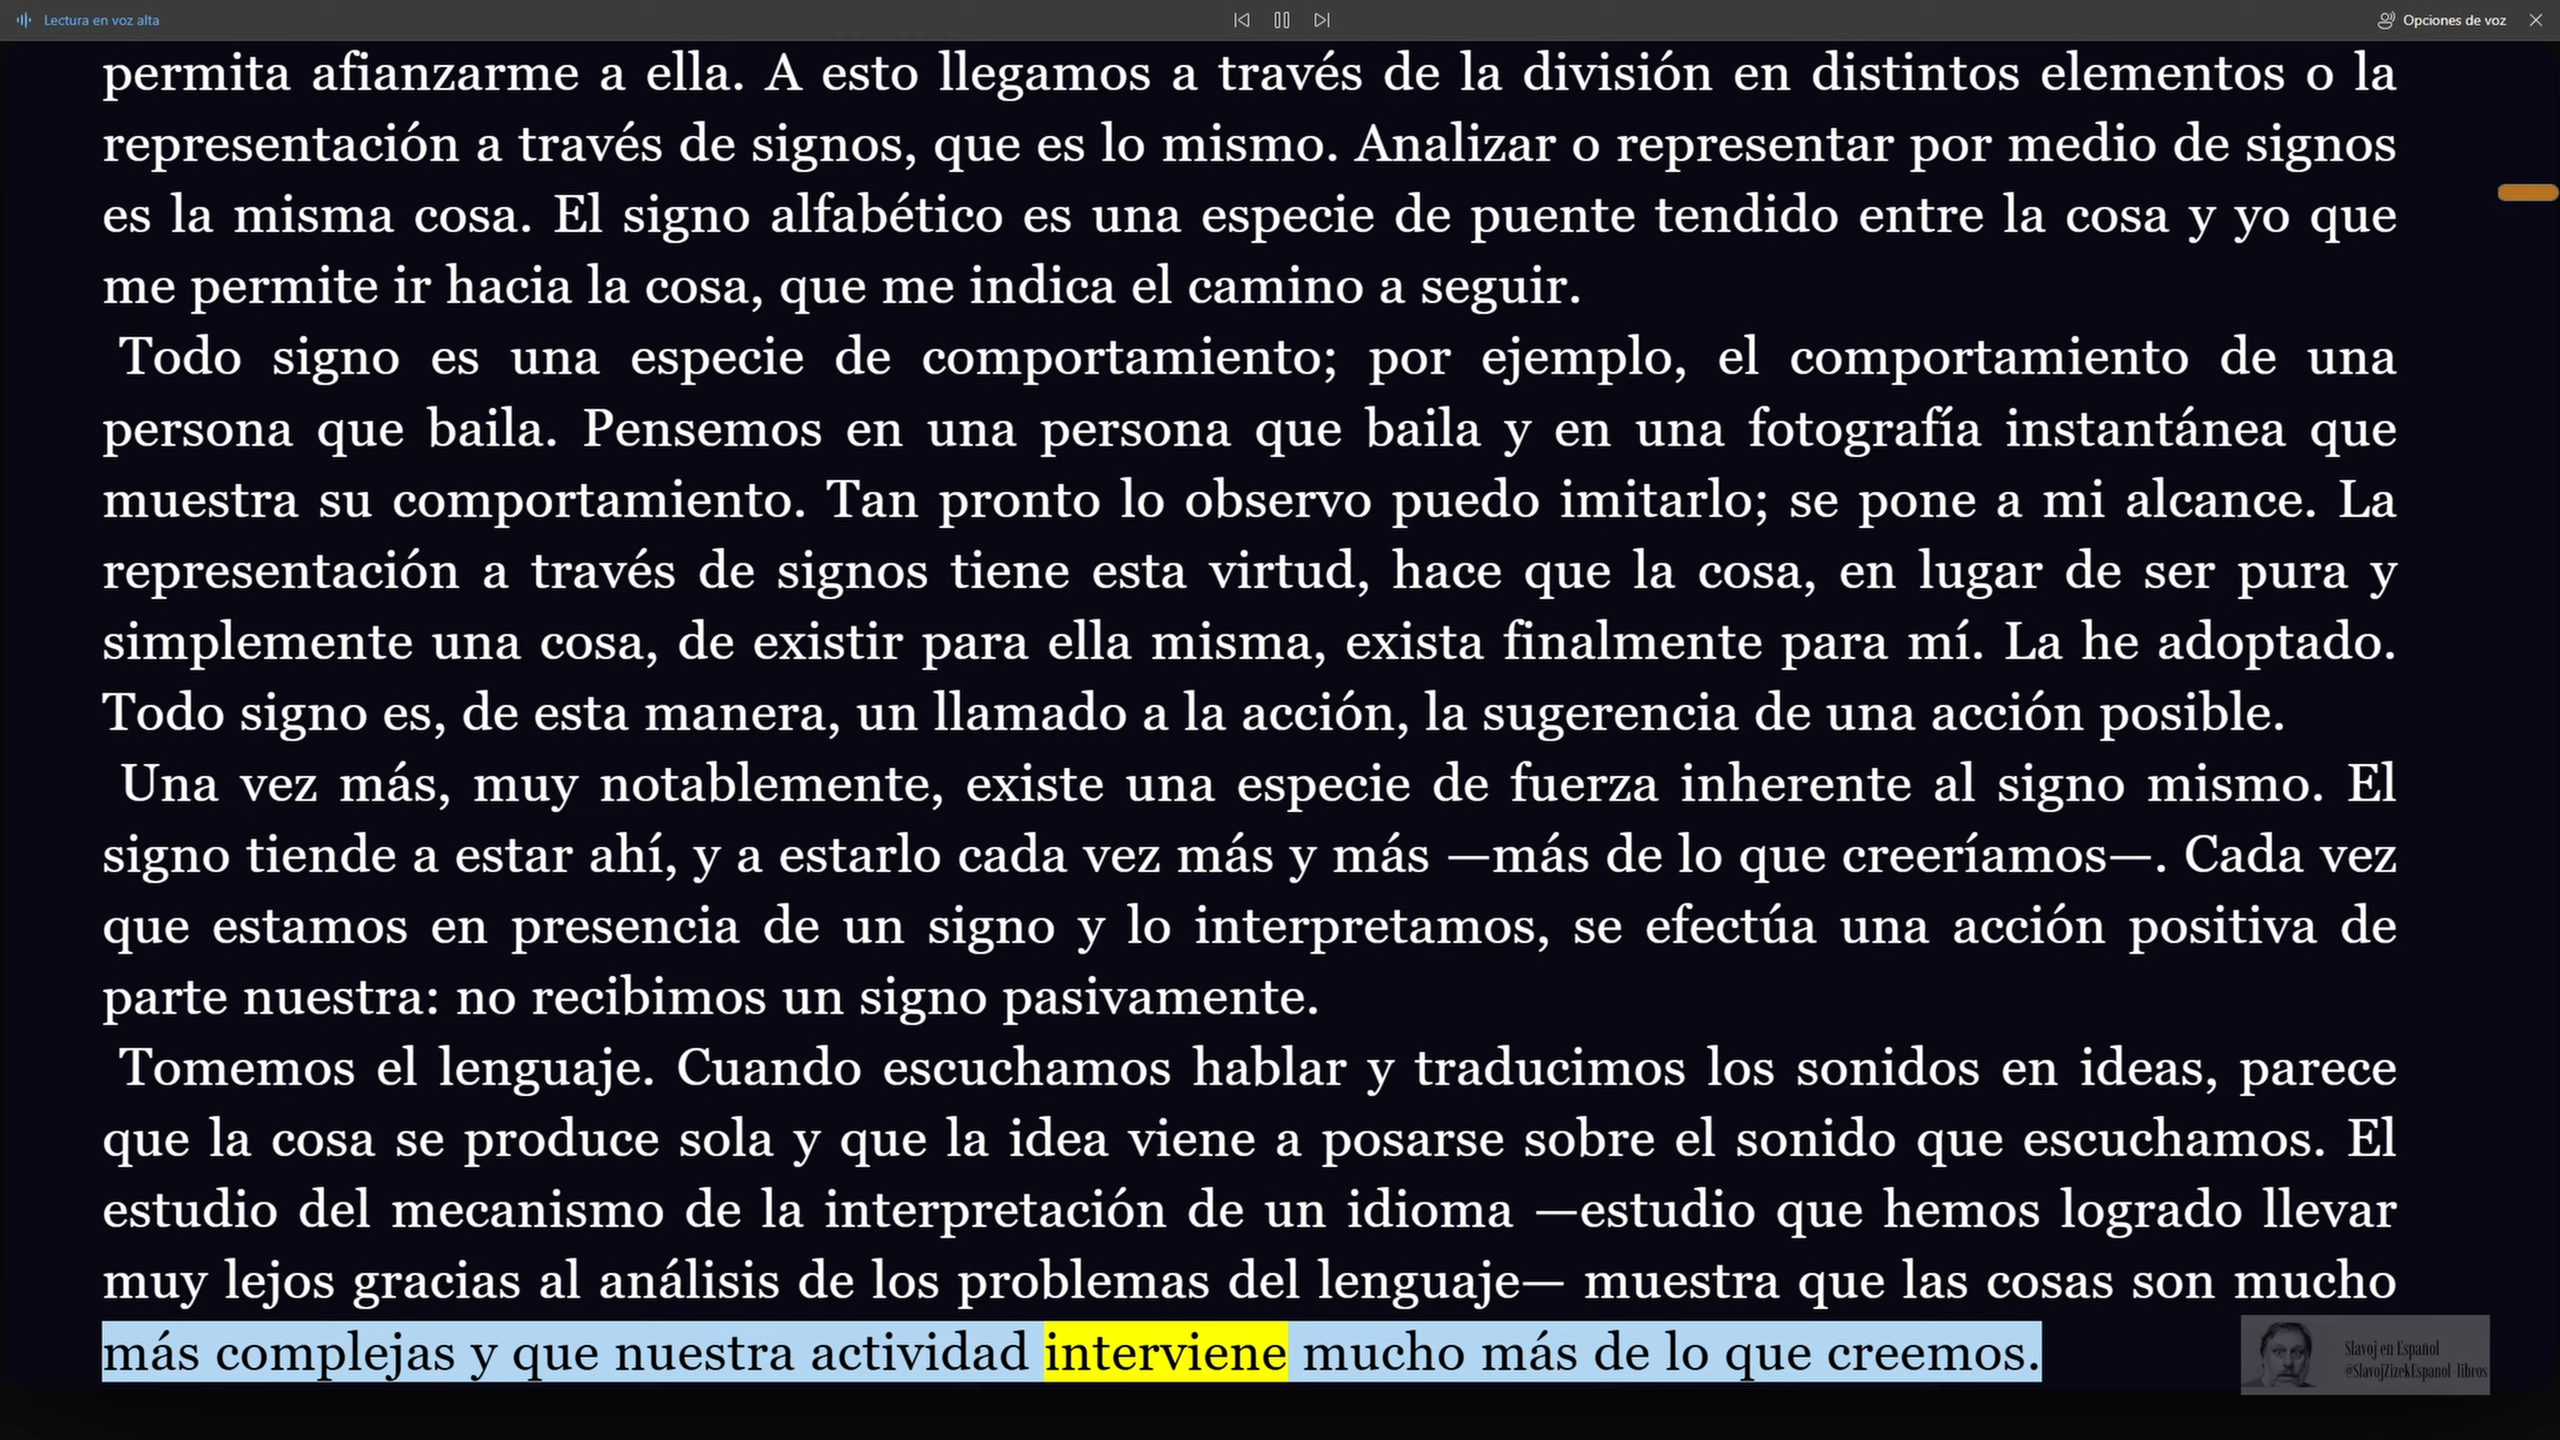 Lectura en voz alta
Opciones de voz
permita afianzarme a ella. A esto llegamos a través de la división en distintos elementos o la
representación a través de signos, que es lo mismo. Analizar o representar por medio de signos
es la misma cosa. El signo alfabético es una especie de puente tendido entre la cosa y yo que
me permite ir hacia la cosa, que me indica el camino a seguir.
Todo signo es una especie de comportamiento; por ejemplo, el comportamiento de una
persona que baila. Pensemos en una persona que baila y en una fotografía instantánea que
muestra su comportamiento. Tan pronto lo observo puedo imitarlo; se pone a mi alcance. La
representación a través de signos tiene esta virtud, hace que la cosa, en lugar de ser pura y
simplemente una cosa, de existir para ella misma, exista finalmente para mí. La he adoptado.
Todo signo es, de esta manera, un llamado a la acción, la sugerencia de una acción posible.
Una vez más, muy notablemente, existe una especie de fuerza inherente al signo mismo. El
signo tiende a estar ahí, y a estarlo cada vez más y más —más de lo que creeríamos—. Cada vez
que estamos en presencia de un signo y lo interpretamos, se efectúa una acción positiva de
parte nuestra: no recibimos un signo pasivamente.
Tomemos el lenguaje. Cuando escuchamos hablar y traducimos los sonidos en ideas, parece
que la cosa se produce sola y que la idea viene a posarse sobre el sonido que escuchamos. El
estudio del mecanismo de la interpretación de un idioma —estudio que hemos logrado llevar
muy lejos gracias al análisis de los problemas del lenguaje— muestra que las cosas son mucho
más complejas y que nuestra actividad interviene mucho más de lo que creemos.
Slavoj en Español
@SlavojZizekEspanol-libros